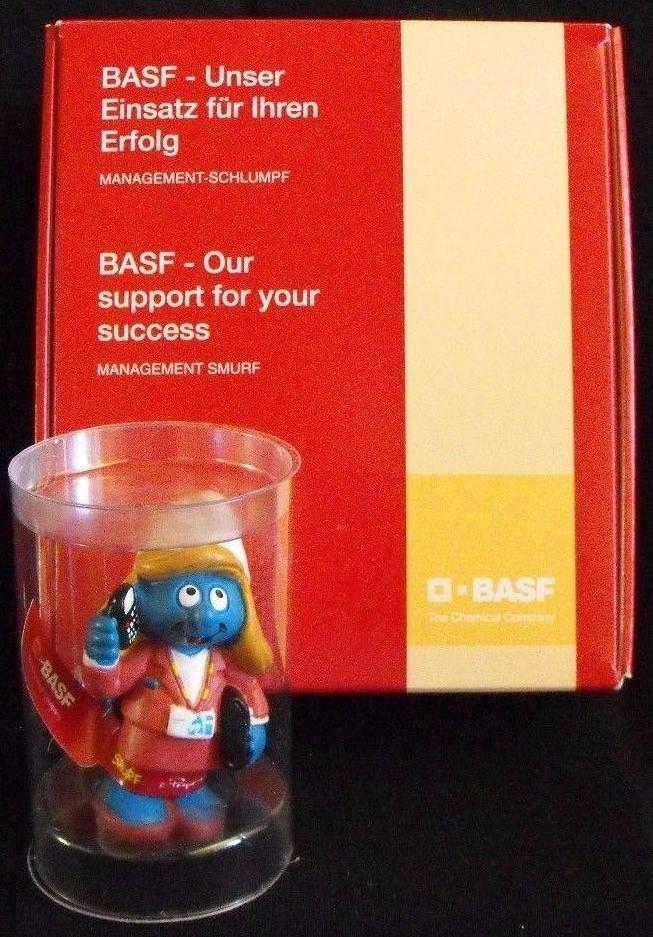 BASF - Unser
Einsatz für Ihren
Erfolg
MANAGEMENT-SCHLUMPF
BASF - Our
support for your
success
MANAGEMENT SMURF
BASF
The Chemical Company
BASF